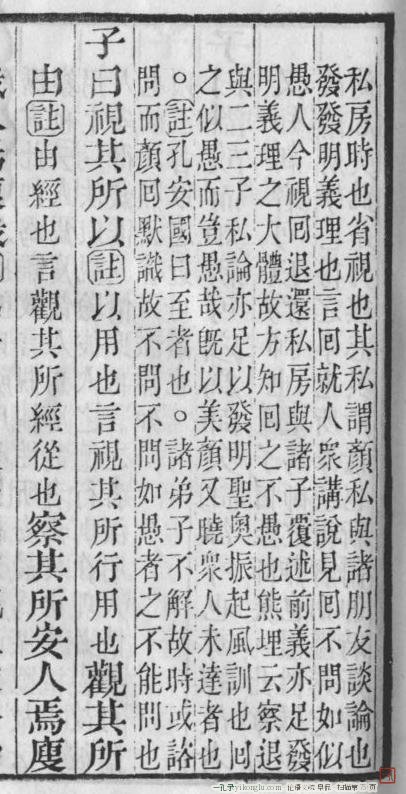 私房時也省視也其私謂顏私與諸朋友談論也
發發明義理也言囘就人衆講說見囘不問如似
愚人今視囘退還私房與諸子覆述前義亦足發
明義理之大體故方知囘之不愚也熊埋云察退
與二三子私論亦足以發明聖奧振起風訓也囘
之似愚而豈愚哉旣以美顏又曉衆人未達者也
。註孔安國曰至者也。諸弟子不解故時或諮
問而顏囘默識故不問不問如愚者之不能問也
子曰視其所以註以用也言視其所行用也觀其所
由註由經也言觀其所經從也察其所安人焉廋